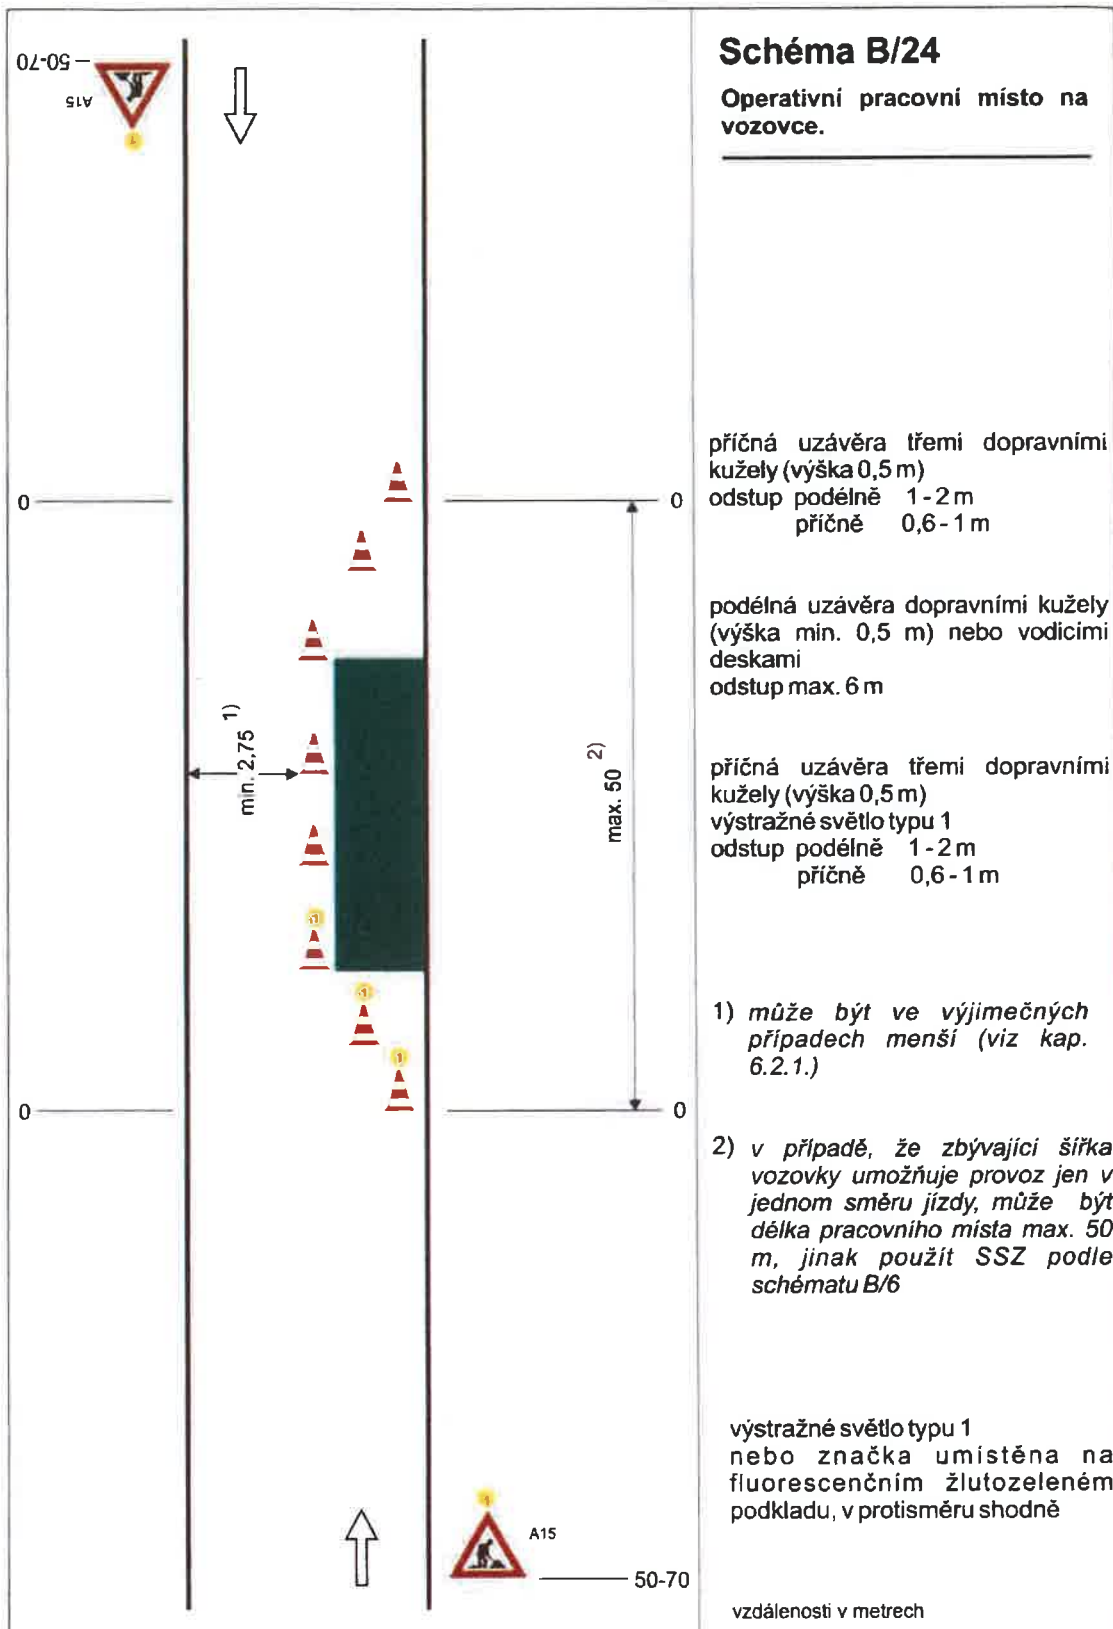 50-70
A15
1
Schéma B/24
Operativní pracovní místo na
vozovce.
0
0
příčná uzávěra třemi dopravními
kužely (výška 0,5 m)
odstup podélně 1-2 m
příčně 0,6-1 m
podélná uzávěra dopravními kužely
(výška min. 0,5 m) nebo vodicími
deskami
odstup max. 6 m
min. 2,75 1)
max. 50 2)
příčná uzávěra třemi dopravními
kužely (výška 0,5 m)
výstražné světlo typu 1
odstup podélně 1-2 m
příčně 0,6-1 m
1
1
1
0
0
1) může být ve výjimečných
případech menší (viz kap.
6.2.1.)
2) v případě, že zbývající šířka
vozovky umožňuje provoz jen v
jednom směru jízdy, může být
délka pracovního místa max. 50
m, jinak použít SSZ podle
schématu B/6
výstražné světlo typu 1
nebo značka umístěna na
fluorescenčním žlutozeleném
podkladu, v protisměru shodně
1
A15
50-70
vzdálenosti v metrech